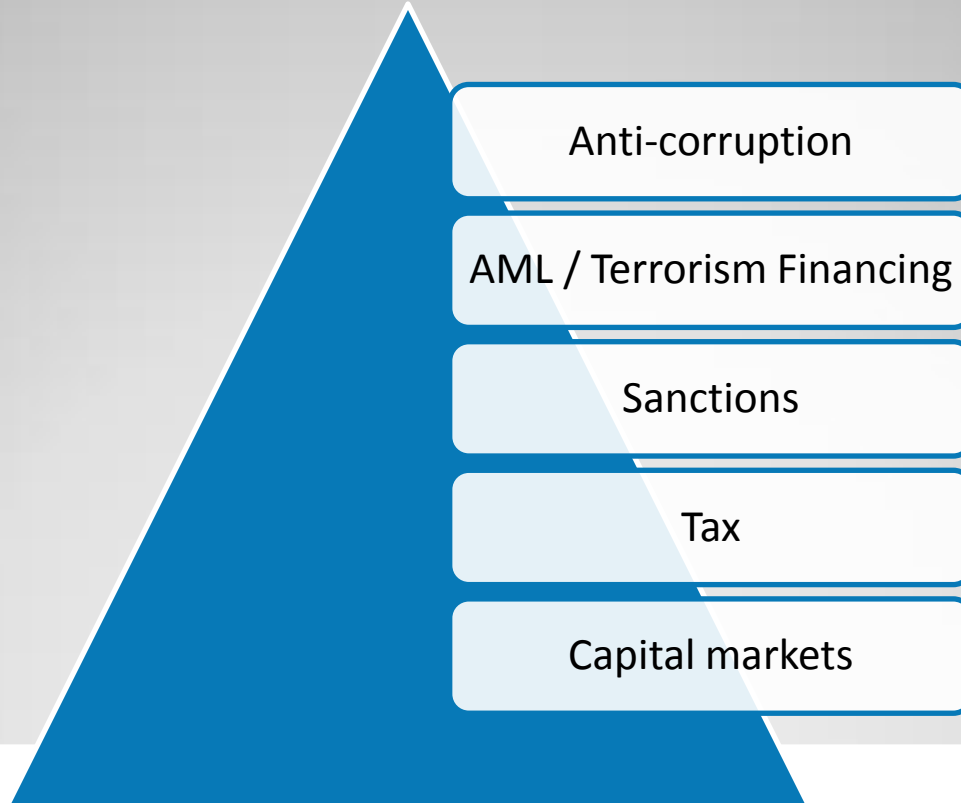 Anti-corruption
AML / Terrorism Financing
Sanctions
Tax
Capital markets